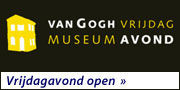 VAN GOGH VRIJDAG
MUSEUM AVOND
Vrijdagavond open »